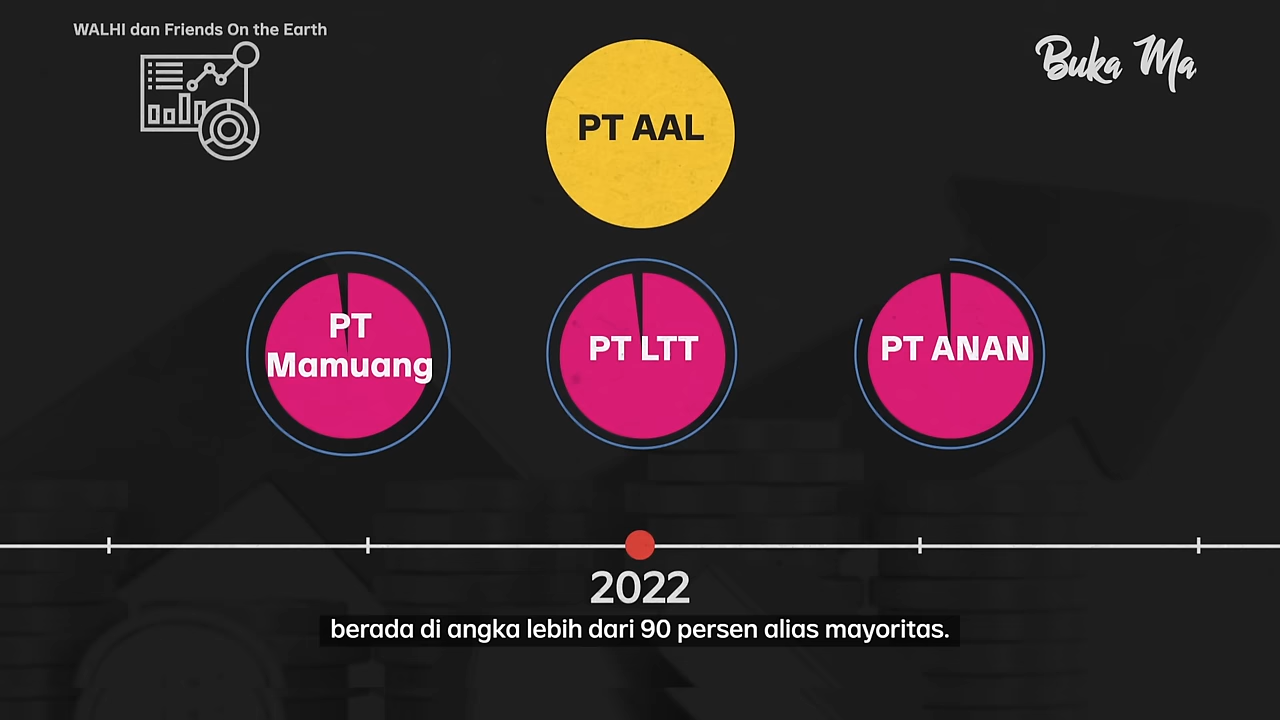 WALHI dan Friends On the Earth
Buka Ma
PT AAL
PT
Mamuang
PT LTT
PT ANAN
2022
berada di angka lebih dari 90 persen alias mayoritas.